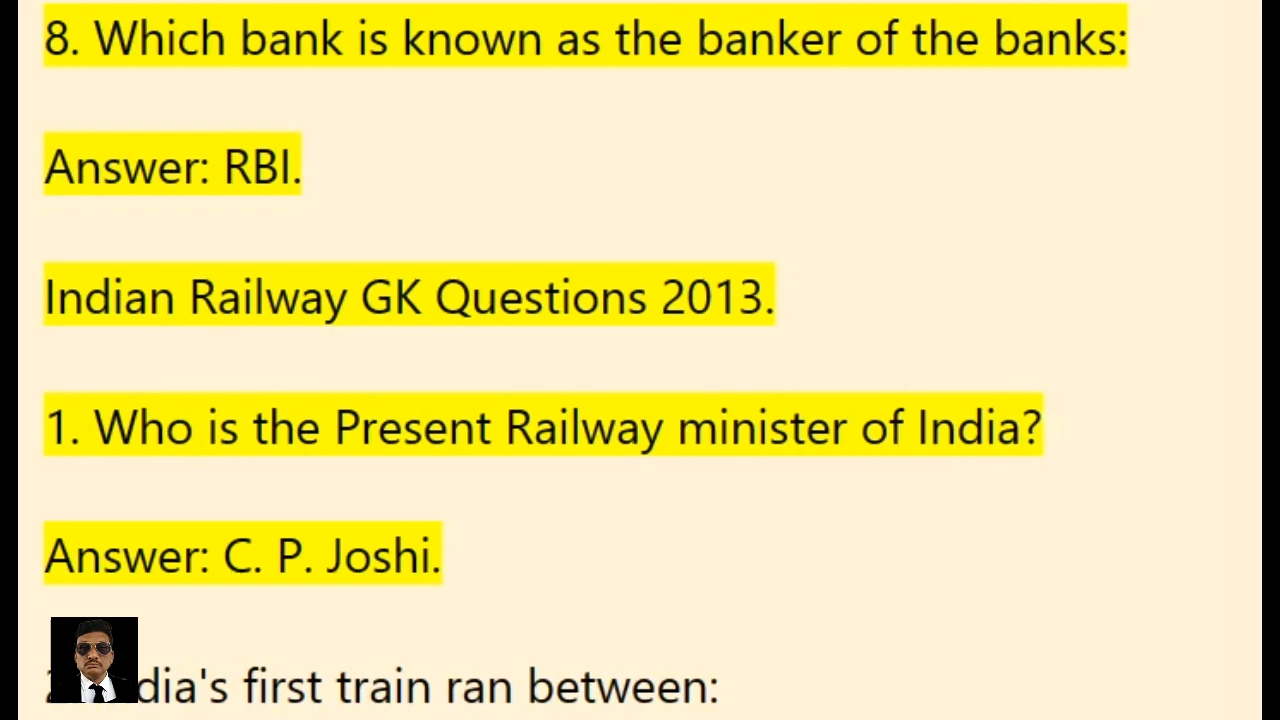 8. Which bank is known as the banker of the banks:
Answer: RBI.
Indian Railway GK Questions 2013.
1. Who is the Present Railway minister of India?
Answer: C. P. Joshi.
first train ran between: